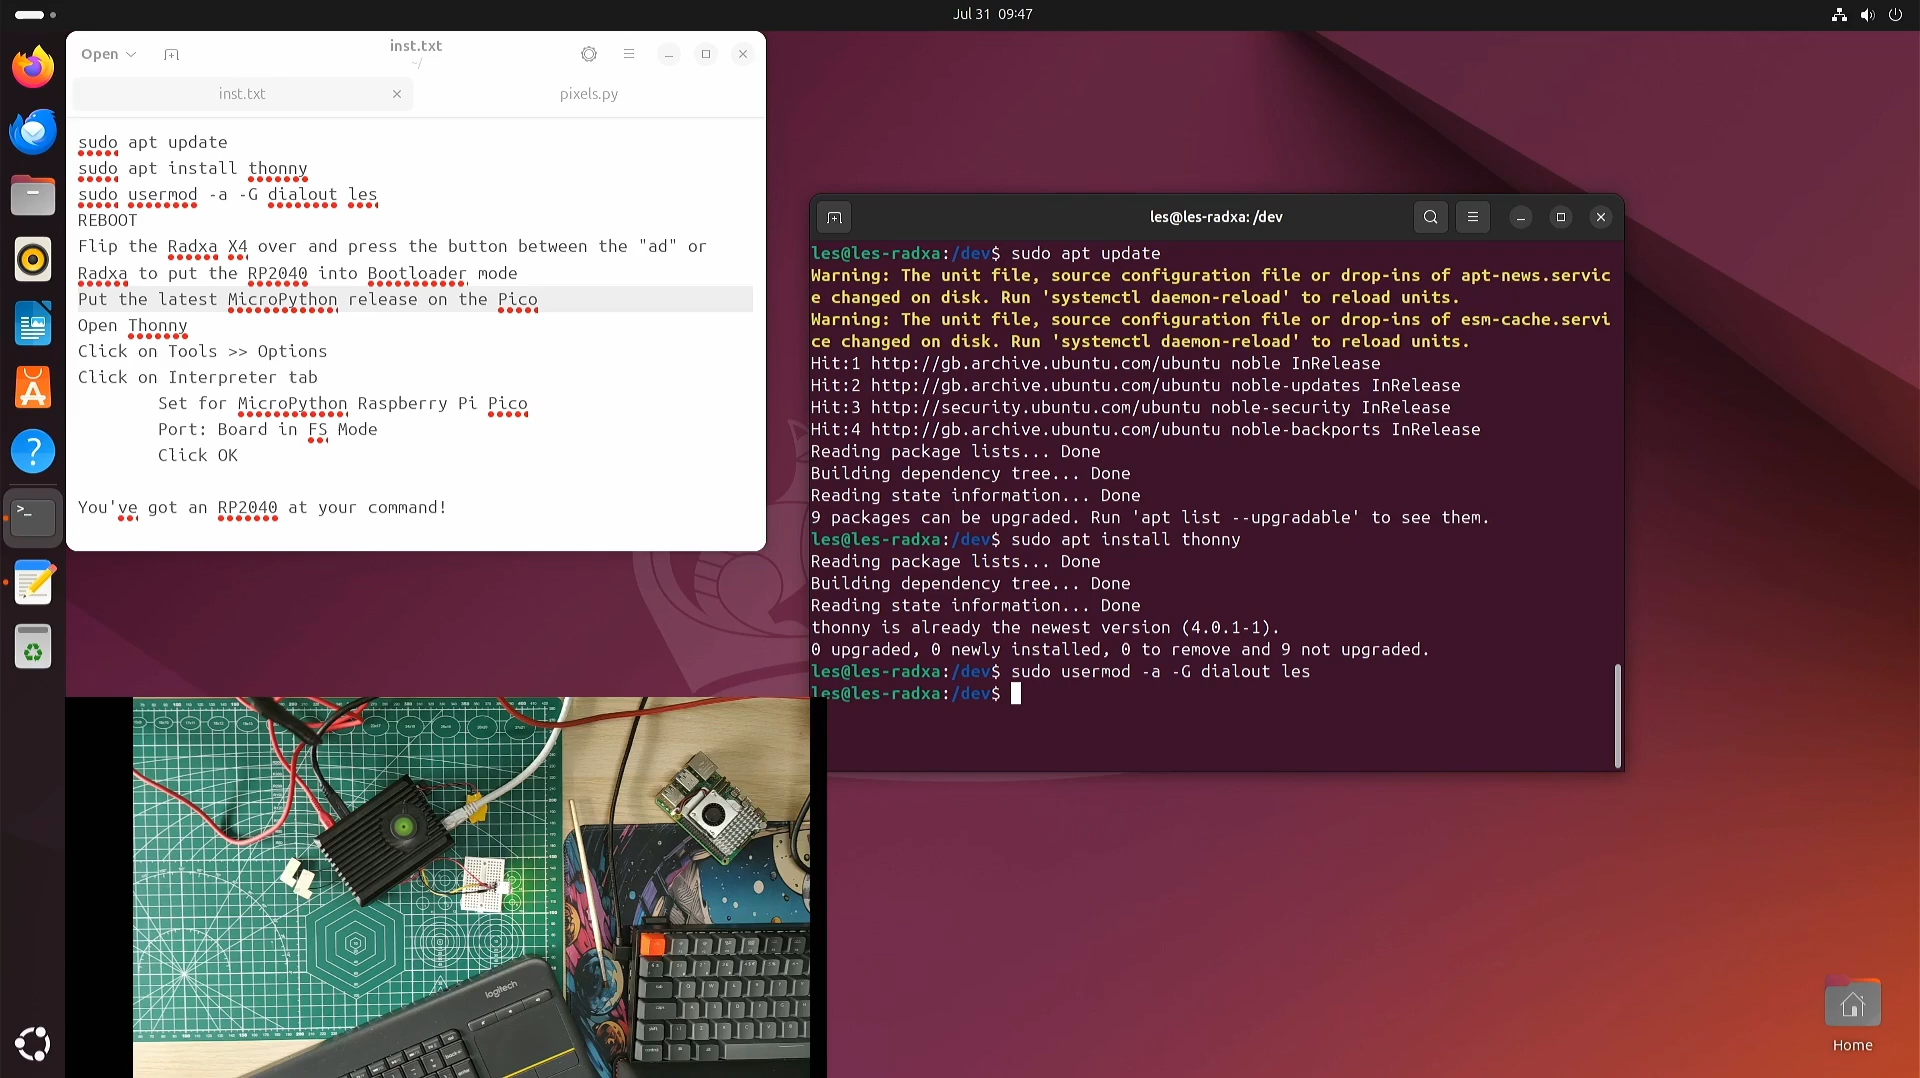 Jul 31 09:47
Open
inst.txt
~/
inst.txt
pixels.py
sudo apt update
sudo apt install thonny
sudo usermod -a -G dialout les
REBOOT
Flip the Radxa X4 over and press the button between the "ad" or
Radxa to put the RP2040 into Bootloader mode
Put the latest MicroPython release on the Pico
Open Thonny
Click on Tools >> Options
Click on Interpreter tab
Set for MicroPython Raspberry Pi Pico
Port: Board in FS Mode
Click OK
You've got an RP2040 at your command!
les@les-radxa: /dev
les@les-radxa:/dev$ sudo apt update
Warning: The unit file, source configuration file or drop-ins of apt-news.servic
e changed on disk. Run 'systemctl daemon-reload' to reload units.
Warning: The unit file, source configuration file or drop-ins of esm-cache.servi
ce changed on disk. Run 'systemctl daemon-reload' to reload units.
Hit:1 http://gb.archive.ubuntu.com/ubuntu noble InRelease
Hit:2 http://gb.archive.ubuntu.com/ubuntu noble-updates InRelease
Hit:3 http://security.ubuntu.com/ubuntu noble-security InRelease
Hit:4 http://gb.archive.ubuntu.com/ubuntu noble-backports InRelease
Reading package lists... Done
Building dependency tree... Done
Reading state information... Done
9 packages can be upgraded. Run 'apt list --upgradable' to see them.
les@les-radxa:/dev$ sudo apt install thonny
Reading package lists... Done
Building dependency tree... Done
Reading state information... Done
thonny is already the newest version (4.0.1-1).
0 upgraded, 0 newly installed, 0 to remove and 9 not upgraded.
les@les-radxa:/dev$ sudo usermod -a -G dialout les
les@les-radxa:/dev$
logitech
Home